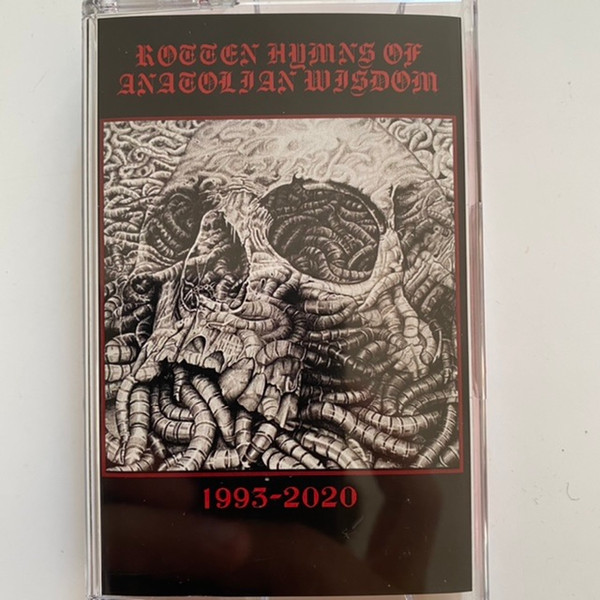 ROTTEN HYMNS OF
ANATOLIAN WISDOM
1993-2020